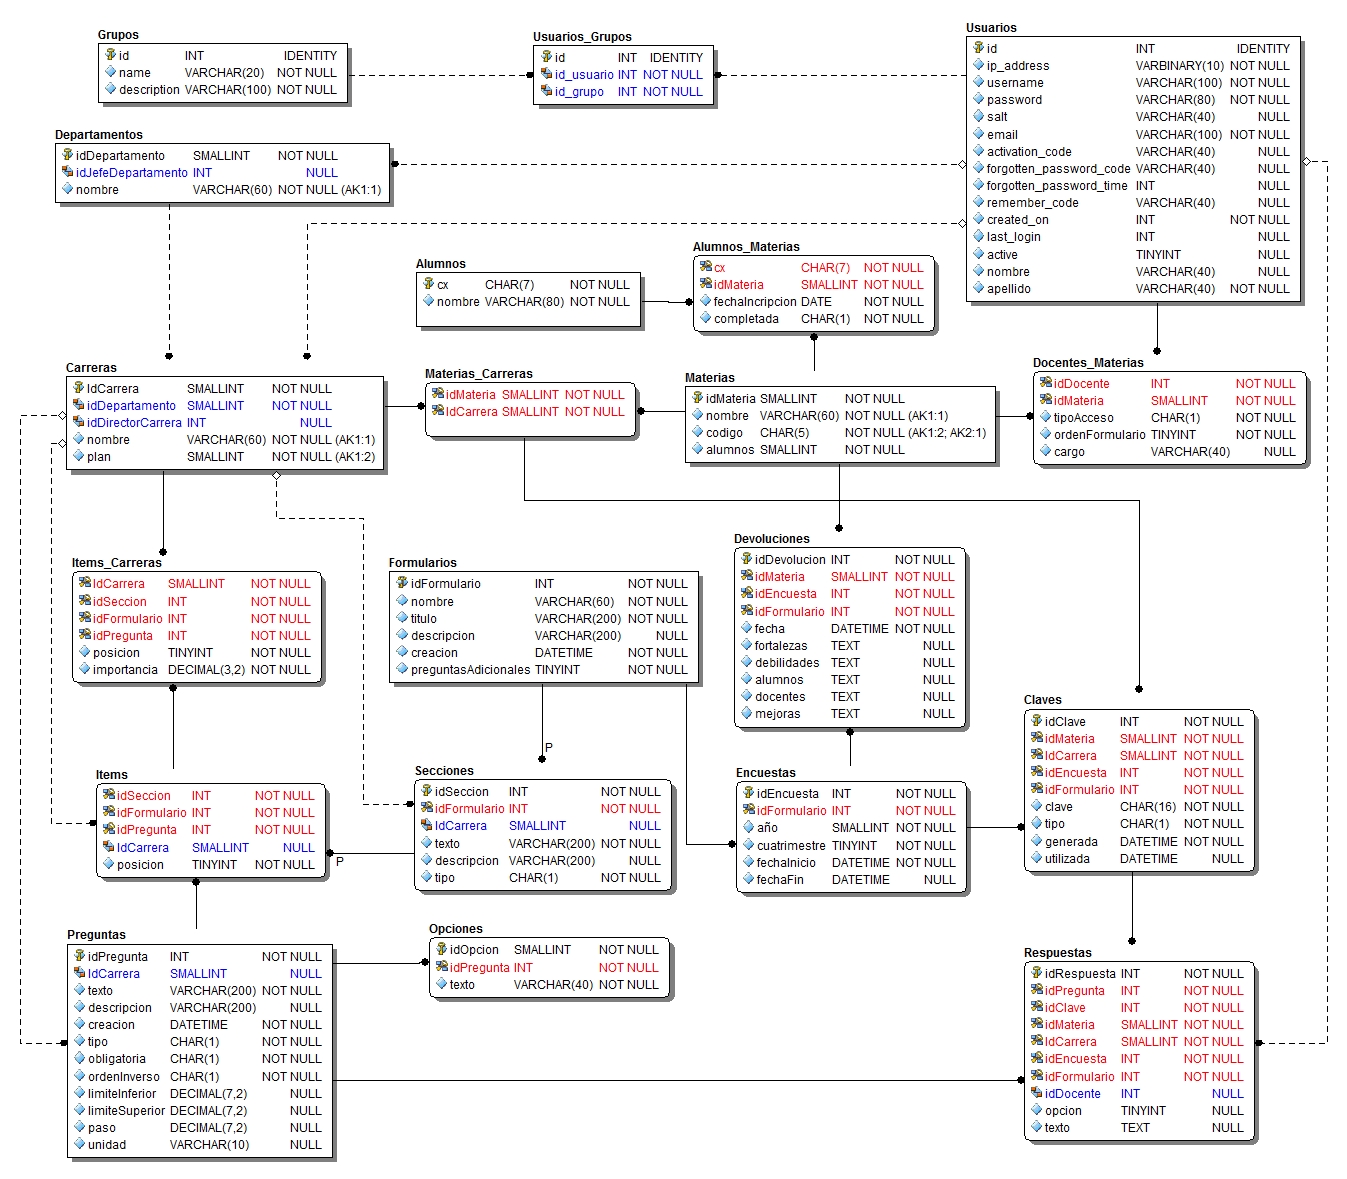 Grupos
id INT IDENTITY
name VARCHAR(20) NOT NULL
description VARCHAR(100) NOT NULL
Usuarios_Grupos
id INT IDENTITY
id_usuario INT NOT NULL
id_grupo INT NOT NULL
Usuarios
id INT IDENTITY
ip_address VARBINARY(10) NOT NULL
username VARCHAR(100) NOT NULL
password VARCHAR(80) NOT NULL
salt VARCHAR(40) NULL
email VARCHAR(100) NOT NULL
activation_code VARCHAR(40) NULL
forgotten_password_code VARCHAR(40) NULL
forgotten_password_time INT NULL
remember_code VARCHAR(40) NULL
created_on INT NOT NULL
last_login INT NULL
active TINYINT NULL
nombre VARCHAR(40) NULL
apellido VARCHAR(40) NOT NULL
Departamentos
idDepartamento SMALLINT NOT NULL
idJefeDepartamento INT NULL
nombre VARCHAR(60) NOT NULL (AK1:1)
Alumnos
cx CHAR(7) NOT NULL
nombre VARCHAR(80) NOT NULL
Alumnos_Materias
cx CHAR(7) NOT NULL
idMateria SMALLINT NOT NULL
fechaIncripcion DATE NOT NULL
completada CHAR(1) NOT NULL
Carreras
IdCarrera SMALLINT NOT NULL
idDepartamento SMALLINT NOT NULL
idDirectorCarrera INT NULL
nombre VARCHAR(60) NOT NULL (AK1:1)
plan SMALLINT NOT NULL (AK1:2)
Materias_Carreras
idMateria SMALLINT NOT NULL
IdCarrera SMALLINT NOT NULL
Materias
idMateria SMALLINT NOT NULL
nombre VARCHAR(60) NOT NULL (AK1:1)
codigo CHAR(5) NOT NULL (AK1:2; AK2:1)
alumnos SMALLINT NOT NULL
Docentes_Materias
idDocente INT NOT NULL
idMateria SMALLINT NOT NULL
tipoAcceso CHAR(1) NOT NULL
ordenFormulario TINYINT NOT NULL
cargo VARCHAR(40) NULL
Items_Carreras
IdCarrera SMALLINT NOT NULL
idSeccion INT NOT NULL
idFormulario INT NOT NULL
idPregunta INT NOT NULL
posicion TINYINT NOT NULL
importancia DECIMAL(3,2) NOT NULL
Formularios
idFormulario INT NOT NULL
nombre VARCHAR(60) NOT NULL
titulo VARCHAR(200) NOT NULL
descripcion VARCHAR(200) NULL
creacion DATETIME NOT NULL
preguntasAdicionales TINYINT NOT NULL
Devoluciones
idDevolucion INT NOT NULL
idMateria SMALLINT NOT NULL
idEncuesta INT NOT NULL
idFormulario INT NOT NULL
fecha DATETIME NOT NULL
fortalezas TEXT NULL
debilidades TEXT NULL
alumnos TEXT NULL
docentes TEXT NULL
mejoras TEXT NULL
Claves
idClave INT NOT NULL
idMateria SMALLINT NOT NULL
IdCarrera SMALLINT NOT NULL
idEncuesta INT NOT NULL
idFormulario INT NOT NULL
clave CHAR(16) NOT NULL
tipo CHAR(1) NOT NULL
generada DATETIME NOT NULL
utilizada DATETIME NULL
P
Items
idSeccion INT NOT NULL
idFormulario INT NOT NULL
idPregunta INT NOT NULL
IdCarrera SMALLINT NULL
posicion TINYINT NOT NULL
P
Secciones
idSeccion INT NOT NULL
idFormulario INT NOT NULL
IdCarrera SMALLINT NULL
texto VARCHAR(200) NOT NULL
descripcion VARCHAR(200) NULL
tipo CHAR(1) NOT NULL
Encuestas
idEncuesta INT NOT NULL
idFormulario INT NOT NULL
año SMALLINT NOT NULL
cuatrimestre TINYINT NOT NULL
fechaInicio DATETIME NOT NULL
fechaFin DATETIME NULL
Preguntas
idPregunta INT NOT NULL
IdCarrera SMALLINT NULL
texto VARCHAR(200) NOT NULL
descripcion VARCHAR(200) NULL
creacion DATETIME NOT NULL
tipo CHAR(1) NOT NULL
obligatoria CHAR(1) NOT NULL
ordenInverso CHAR(1) NOT NULL
limiteInferior DECIMAL(7,2) NULL
limiteSuperior DECIMAL(7,2) NULL
paso DECIMAL(7,2) NULL
unidad VARCHAR(10) NULL
Opciones
idOpcion SMALLINT NOT NULL
idPregunta INT NOT NULL
texto VARCHAR(40) NOT NULL
Respuestas
idRespuesta INT NOT NULL
idPregunta INT NOT NULL
idClave INT NOT NULL
idMateria SMALLINT NOT NULL
IdCarrera SMALLINT NOT NULL
idEncuesta INT NOT NULL
idFormulario INT NOT NULL
idDocente INT NULL
opcion TINYINT NULL
texto TEXT NULL